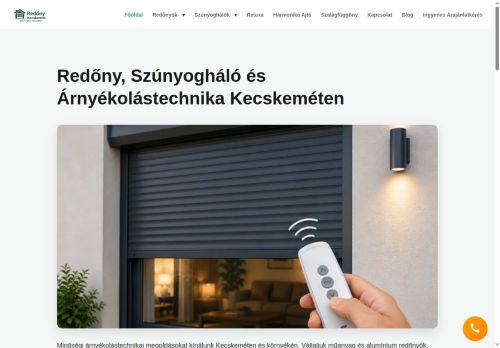 Redőny
Kecskemét
Főoldal Redőnyök ▼ Szúnyoghálók ▼ Reluxa Harmonika Ajtó Szalagfüggöny Kapcsolat Blog Ingyenes Árajánlatkérés
Redőny, Szúnyogháló és
Árnyékolástechnika Kecskeméten
Minőségi árnyékolástechnikai megoldásokat kínálunk Kecskeméten és környékén. Vállaljuk műanyag és alumínium redőnyök,